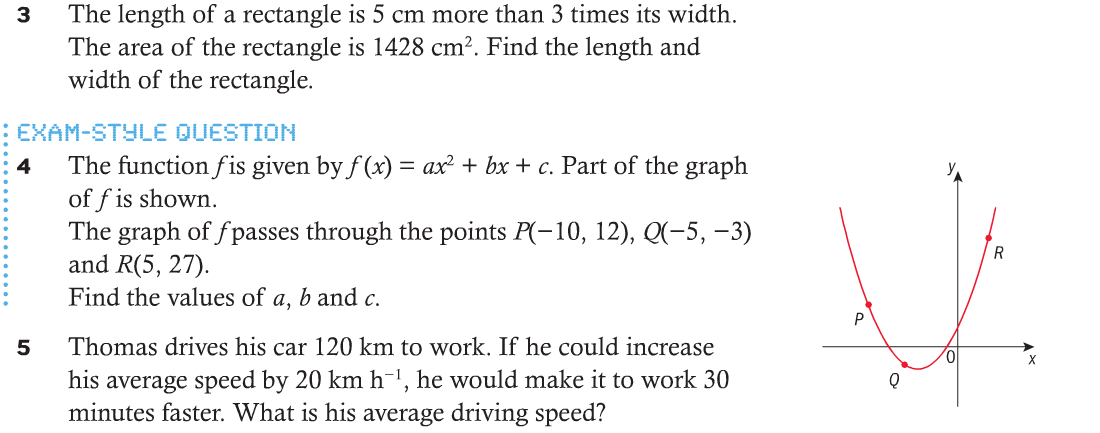 3 The length of a rectangle is 5 cm more than 3 times its width.
The area of the rectangle is 1428 cm². Find the length and
width of the rectangle.
EXAM-STYLE QUESTION
4 The function f is given by f(x) = ax² + bx + c. Part of the graph
of f is shown.
The graph of f passes through the points P(−10, 12), Q(−5, −3)
and R(5, 27).
Find the values of a, b and c.
5 Thomas drives his car 120 km to work. If he could increase
his average speed by 20 km h⁻¹, he would make it to work 30
minutes faster. What is his average driving speed?
y
R
P
0
x
Q